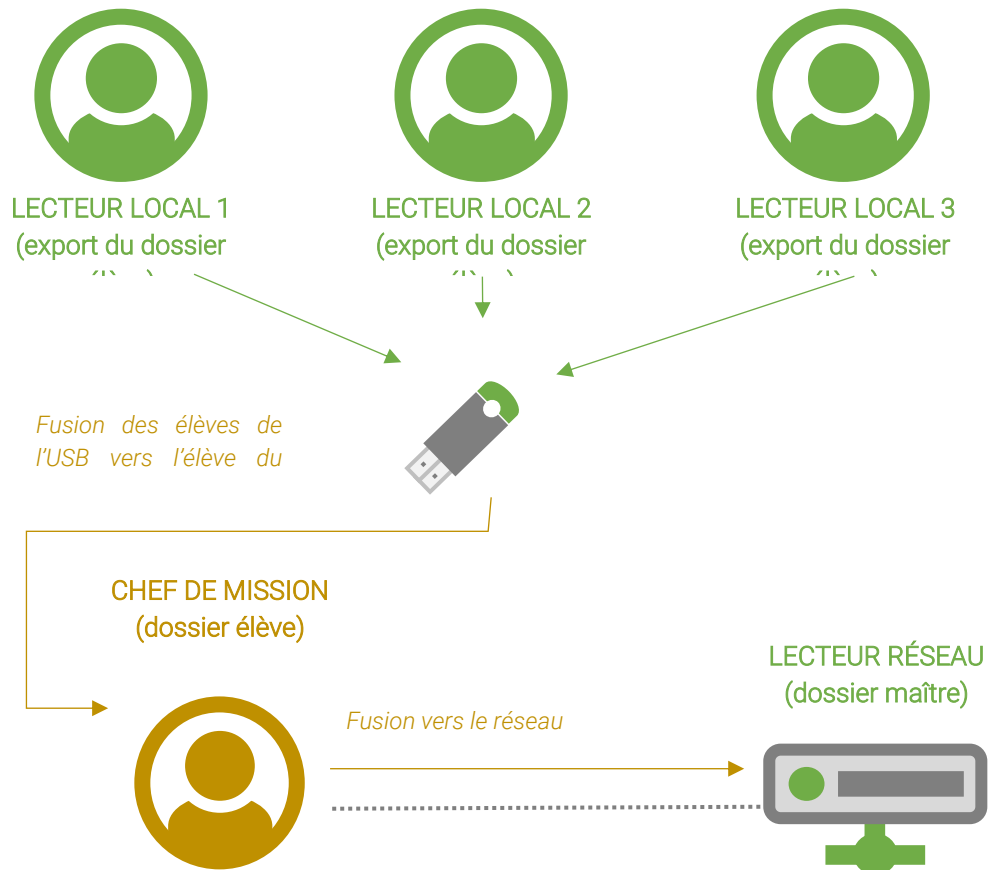 LECTEUR LOCAL 1
(export du dossier
LECTEUR LOCAL 2
(export du dossier
LECTEUR LOCAL 3
(export du dossier
Fusion des élèves de
l'USB vers l'élève du
CHEF DE MISSION
(dossier élève)
LECTEUR RÉSEAU
(dossier maître)
Fusion vers le réseau